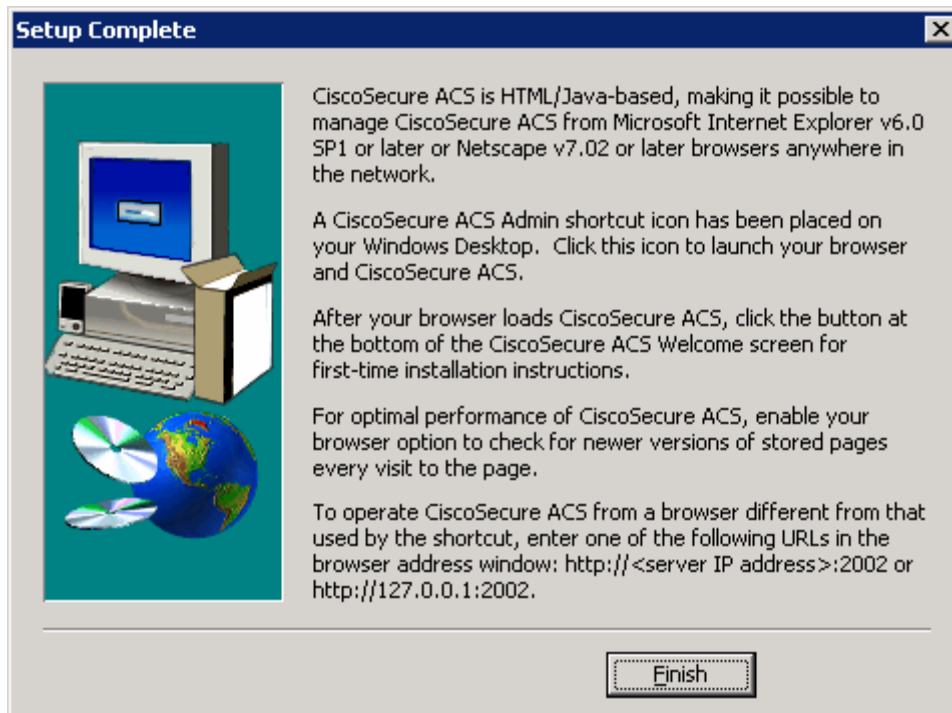 Setup Complete
CiscoSecure ACS is HTML/Java-based, making it possible to
manage CiscoSecure ACS from Microsoft Internet Explorer v6.0
SP1 or later or Netscape v7.02 or later browsers anywhere in
the network.
A CiscoSecure ACS Admin shortcut icon has been placed on
your Windows Desktop.  Click this icon to launch your browser
and CiscoSecure ACS.
After your browser loads CiscoSecure ACS, click the button at
the bottom of the CiscoSecure ACS Welcome screen for
first-time installation instructions.
For optimal performance of CiscoSecure ACS, enable your
browser option to check for newer versions of stored pages
every visit to the page.
To operate CiscoSecure ACS from a browser different from that
used by the shortcut, enter one of the following URLs in the
browser address window: http://<server IP address>:2002 or
http://127.0.0.1:2002.
Finish